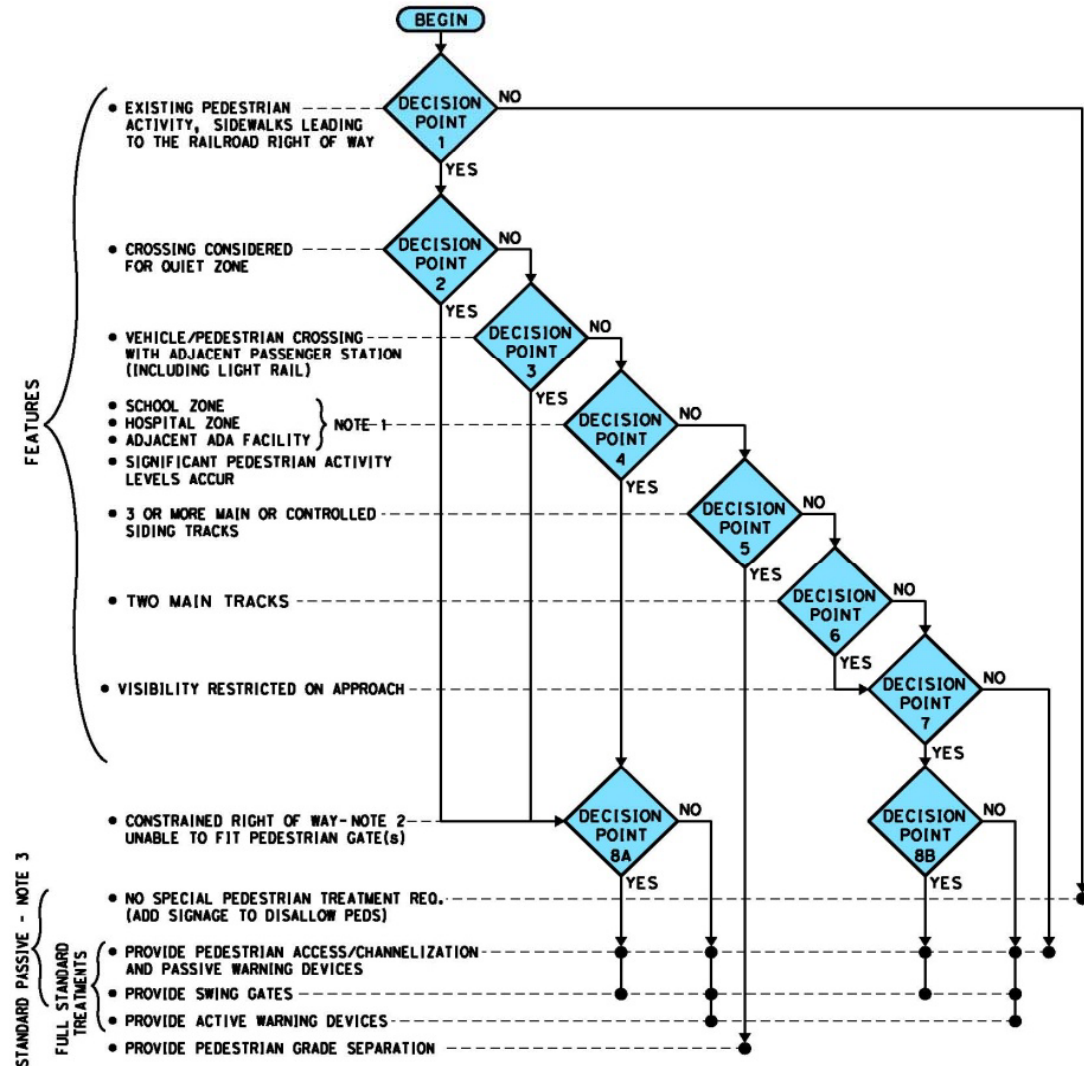 BEGIN
DECISION
POINT
1
NO
YES
• EXISTING PEDESTRIAN
ACTIVITY, SIDEWALKS LEADING
TO THE RAILROAD RIGHT OF WAY
DECISION
POINT
2
NO
YES
• CROSSING CONSIDERED
FOR QUIET ZONE
DECISION
POINT
3
NO
YES
• VEHICLE/PEDESTRIAN CROSSING
WITH ADJACENT PASSENGER STATION
(INCLUDING LIGHT RAIL)
FEATURES
• SCHOOL ZONE
• HOSPITAL ZONE
• ADJACENT ADA FACILITY
NOTE 1
• SIGNIFICANT PEDESTRIAN ACTIVITY
LEVELS ACCUR
DECISION
POINT
4
NO
YES
• 3 OR MORE MAIN OR CONTROLLED
SIDING TRACKS
DECISION
POINT
5
NO
YES
• TWO MAIN TRACKS
DECISION
POINT
6
NO
YES
• VISIBILITY RESTRICTED ON APPROACH
DECISION
POINT
7
NO
YES
• CONSTRAINED RIGHT OF WAY-NOTE 2
UNABLE TO FIT PEDESTRIAN GATE(s)
DECISION
POINT
8A
NO
YES
DECISION
POINT
8B
NO
YES
STANDARD PASSIVE - NOTE 3
FULL STANDARD
TREATMENTS
• NO SPECIAL PEDESTRIAN TREATMENT REQ.
(ADD SIGNAGE TO DISALLOW PEDS)
• PROVIDE PEDESTRIAN ACCESS/CHANNELIZATION
AND PASSIVE WARNING DEVICES
• PROVIDE SWING GATES
• PROVIDE ACTIVE WARNING DEVICES
• PROVIDE PEDESTRIAN GRADE SEPARATION